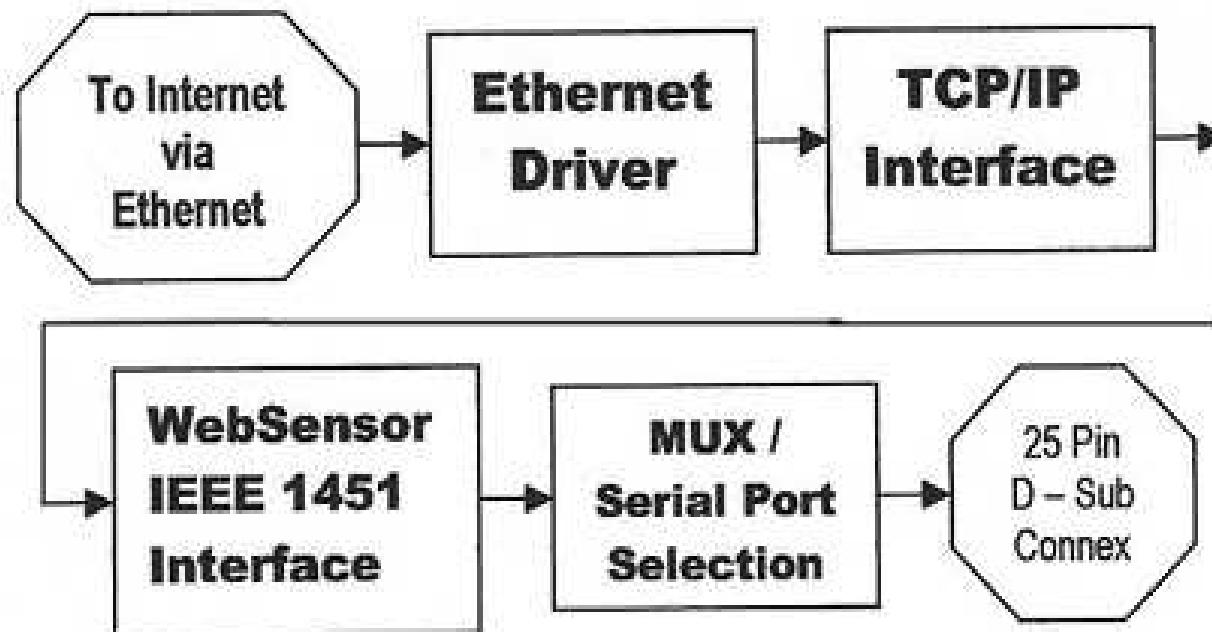 To Internet
via
Ethernet
Ethernet
Driver
TCP/IP
Interface
WebSensor
IEEE 1451
Interface
MUX /
Serial Port
Selection
25 Pin
D – Sub
Connex